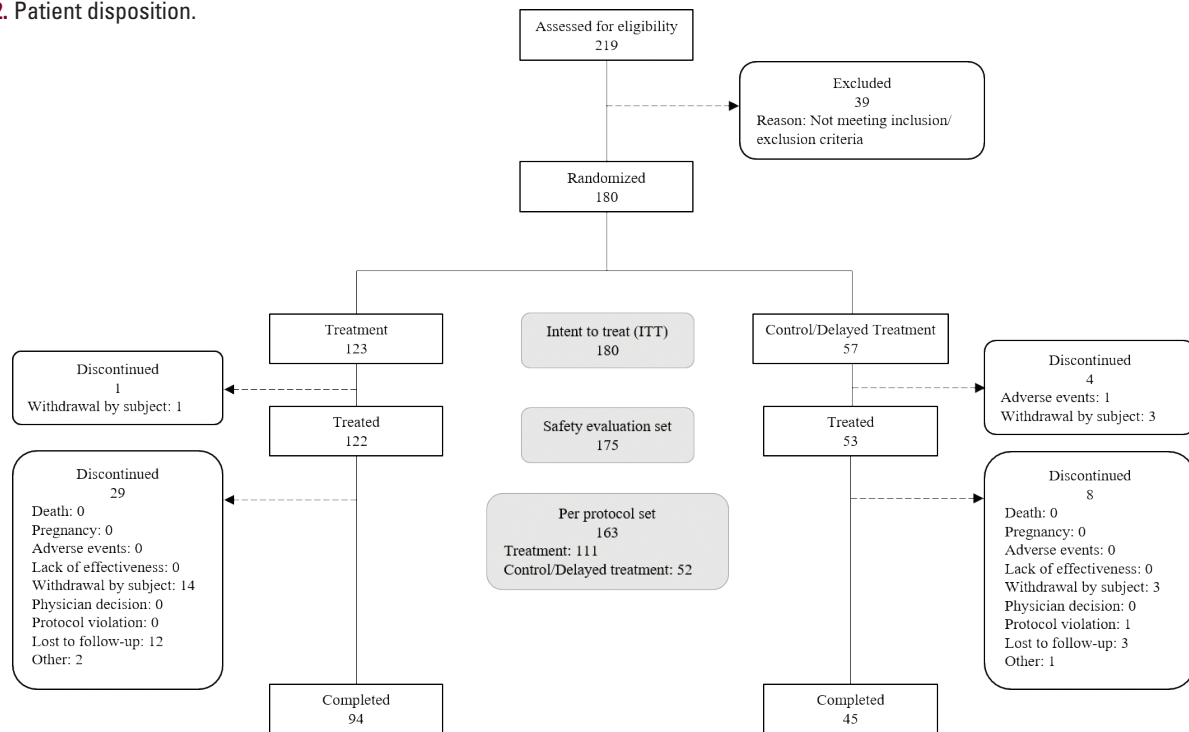 2. Patient disposition.
Assessed for eligibility
219
Excluded
39
Reason: Not meeting inclusion/
exclusion criteria
Randomized
180
Treatment
123
Intent to treat (ITT)
180
Control/Delayed Treatment
57
Discontinued
1
Withdrawal by subject: 1
Discontinued
4
Adverse events: 1
Withdrawal by subject: 3
Treated
122
Safety evaluation set
175
Treated
53
Discontinued
29
Death: 0
Pregnancy: 0
Adverse events: 0
Lack of effectiveness: 0
Withdrawal by subject: 14
Physician decision: 0
Protocol violation: 0
Lost to follow-up: 12
Other: 2
Per protocol set
163
Treatment: 111
Control/Delayed treatment: 52
Discontinued
8
Death: 0
Pregnancy: 0
Adverse events: 0
Lack of effectiveness: 0
Withdrawal by subject: 3
Physician decision: 0
Protocol violation: 1
Lost to follow-up: 3
Other: 1
Completed
94
Completed
45